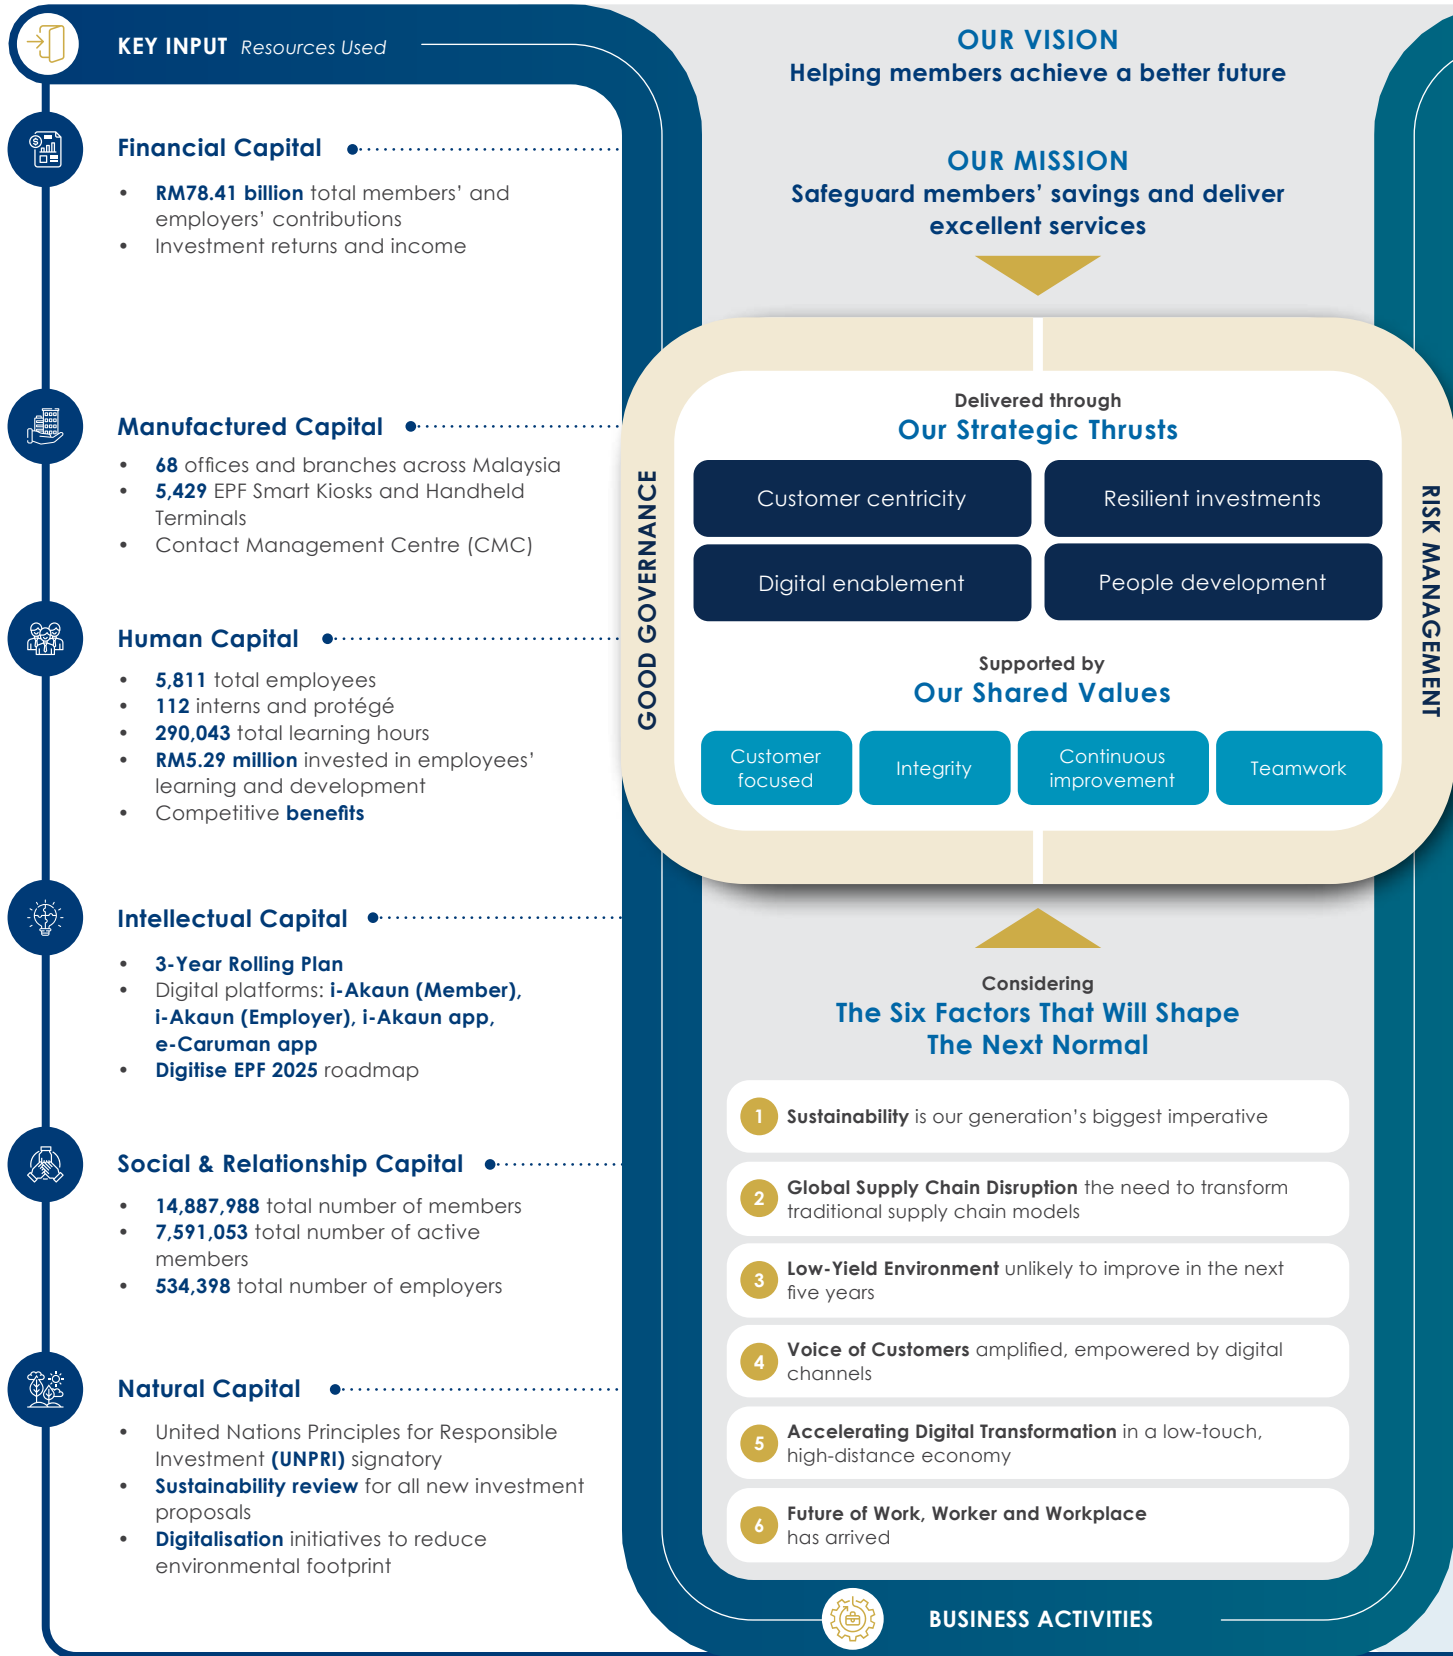 KEY INPUT Resources Used
Financial Capital
• RM78.41 billion total members’ and
employers’ contributions
• Investment returns and income
Manufactured Capital
• 68 offices and branches across Malaysia
• 5,429 EPF Smart Kiosks and Handheld
Terminals
• Contact Management Centre (CMC)
Human Capital
• 5,811 total employees
• 112 interns and protégé
• 290,043 total learning hours
• RM5.29 million invested in employees’
learning and development
• Competitive benefits
Intellectual Capital
• 3-Year Rolling Plan
• Digital platforms: i-Akaun (Member),
i-Akaun (Employer), i-Akaun app,
e-Caruman app
• Digitise EPF 2025 roadmap
Social & Relationship Capital
• 14,887,988 total number of members
• 7,591,053 total number of active
members
• 534,398 total number of employers
Natural Capital
• United Nations Principles for Responsible
Investment (UNPRI) signatory
• Sustainability review for all new investment
proposals
• Digitalisation initiatives to reduce
environmental footprint
OUR VISION
Helping members achieve a better future
OUR MISSION
Safeguard members’ savings and deliver
excellent services
GOOD GOVERNANCE
Delivered through
Our Strategic Thrusts
Customer centricity
Resilient investments
Digital enablement
People development
Supported by
Our Shared Values
Customer
focused
Integrity
Continuous
improvement
Teamwork
RISK MANAGEMENT
Considering
The Six Factors That Will Shape
The Next Normal
1 Sustainability is our generation’s biggest imperative
2 Global Supply Chain Disruption the need to transform
traditional supply chain models
3 Low-Yield Environment unlikely to improve in the next
five years
4 Voice of Customers amplified, empowered by digital
channels
5 Accelerating Digital Transformation in a low-touch,
high-distance economy
6 Future of Work, Worker and Workplace
has arrived
BUSINESS ACTIVITIES